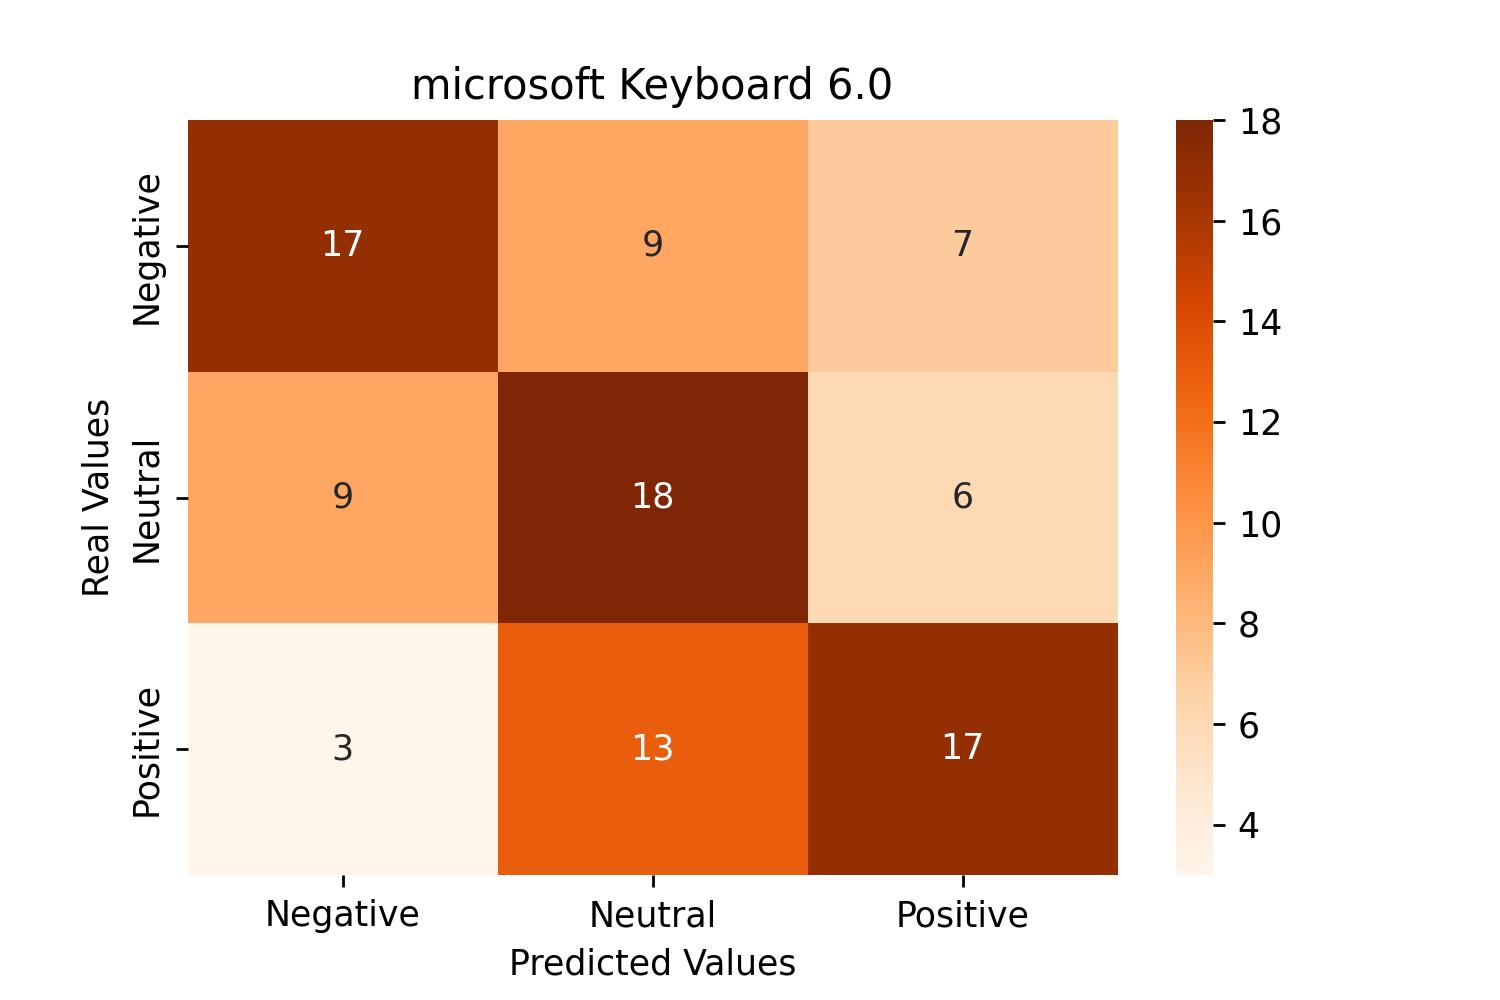 microsoft Keyboard 6.0
Real Values
Negative
17
9
7
Neutral
9
18
6
Positive
3
13
17
Negative
Neutral
Positive
Predicted Values
18
16
14
12
10
8
6
4